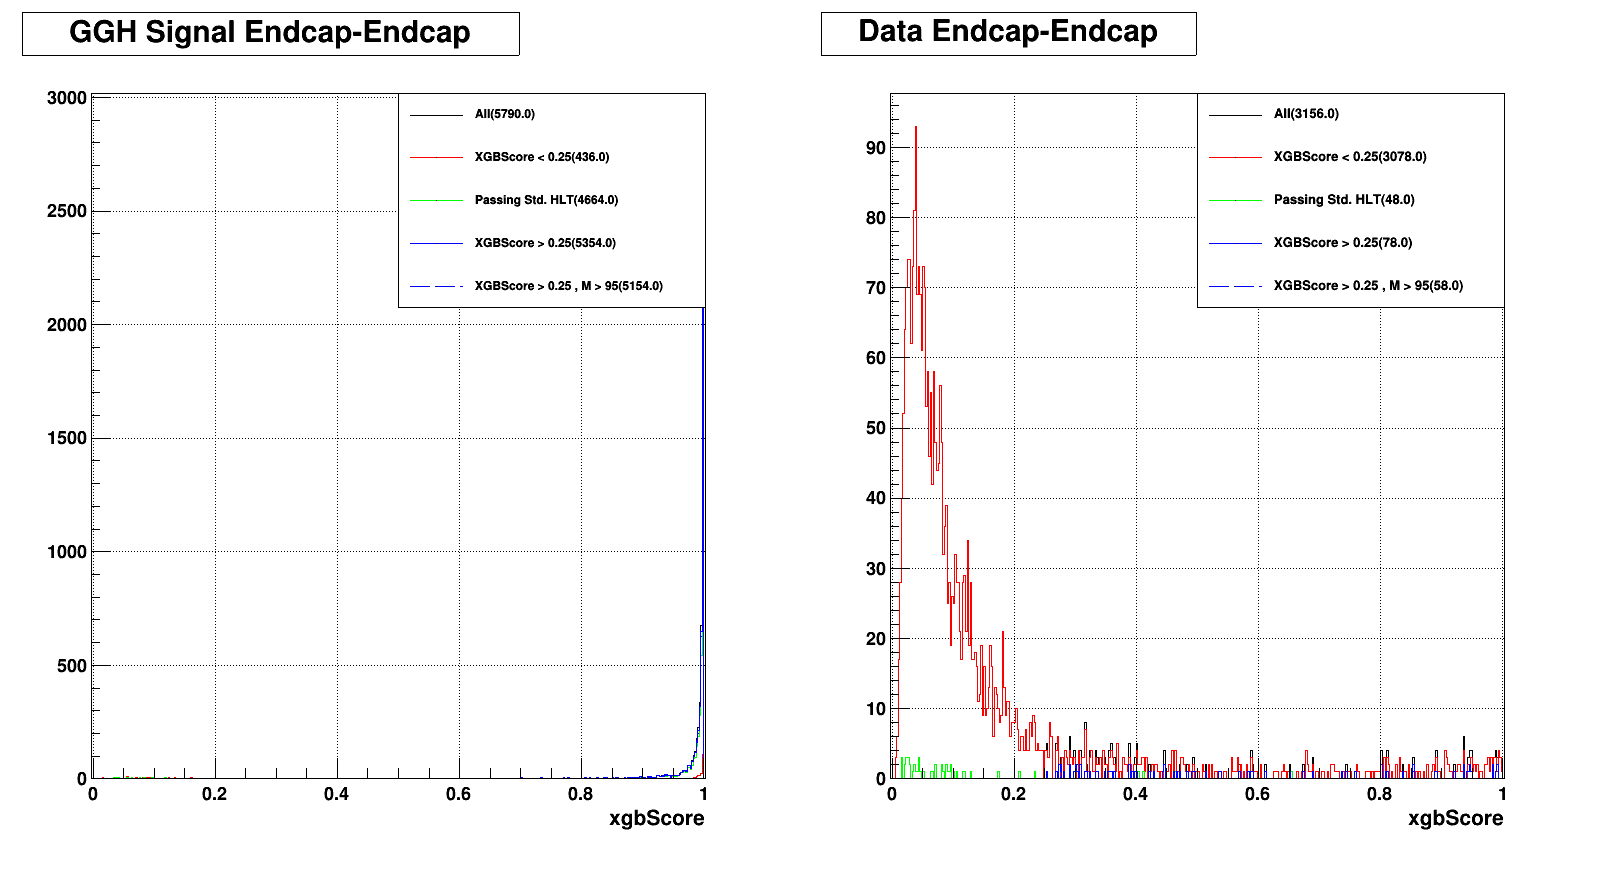 GGH Signal Endcap-Endcap
3000
2500
2000
1500
1000
500
0
0
0.2
0.4
0.6
0.8
1
xgbScore
All(5790.0)
XGBScore < 0.25(436.0)
Passing Std. HLT(4664.0)
XGBScore > 0.25(5354.0)
XGBScore > 0.25 , M > 95(5154.0)
Data Endcap-Endcap
90
80
70
60
50
40
30
20
10
0
0
0.2
0.4
0.6
0.8
1
xgbScore
All(3156.0)
XGBScore < 0.25(3078.0)
Passing Std. HLT(48.0)
XGBScore > 0.25(78.0)
XGBScore > 0.25 , M > 95(58.0)